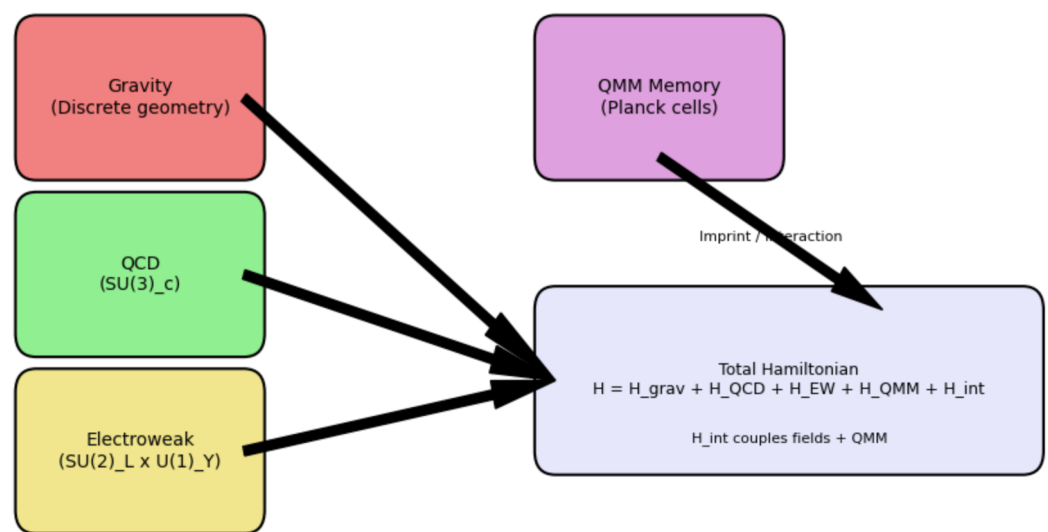 Gravity
(Discrete geometry)
QMM Memory
(Planck cells)
QCD
(SU(3)_c)
Imprint / Interaction
Total Hamiltonian
H = H_grav + H_QCD + H_EW + H_QMM + H_int
H_int couples fields + QMM
Electroweak
(SU(2)_L x U(1)_Y)